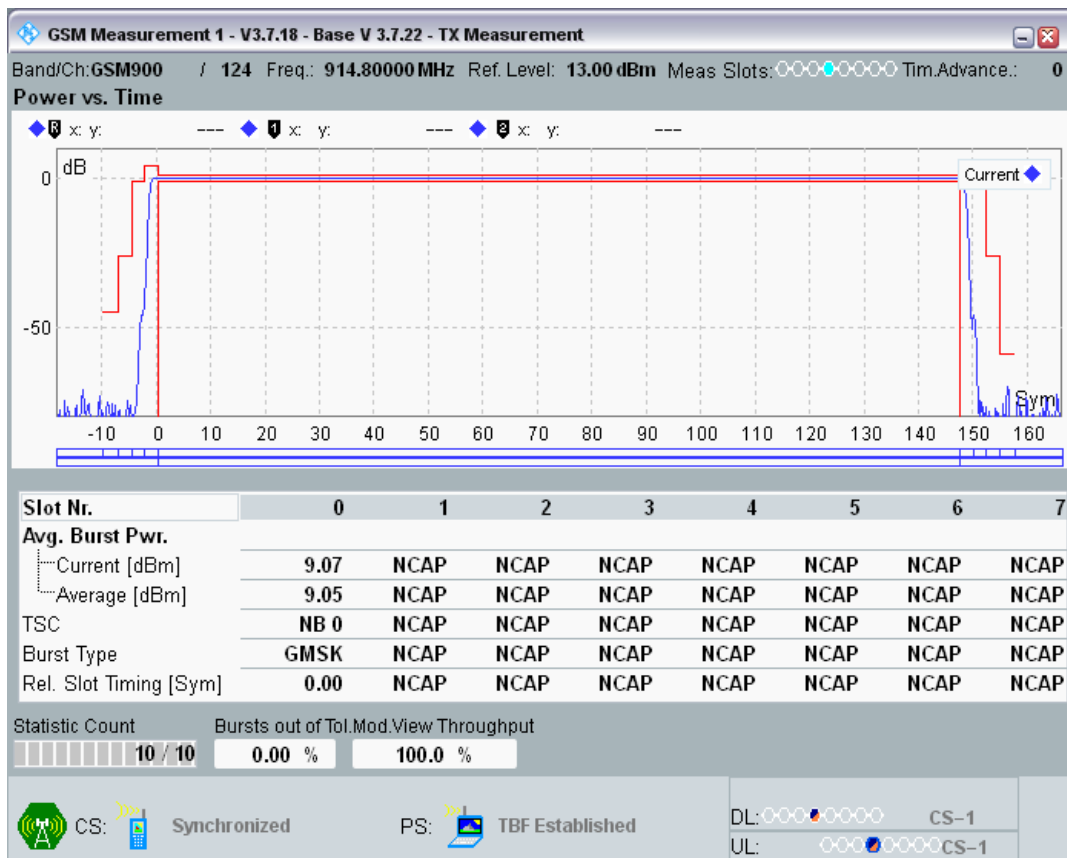 GSM Measurement 1 - V3.7.18 - Base V 3.7.22 - TX Measurement
Band/Ch:GSM900 / 124 Freq.: 914.80000 MHz Ref. Level: 13.00 dBm Meas Slots: Tim.Advance.: 0
Power vs. Time
R x: y: --- 1 x: y: --- 2 x: y: ---
dB
Current
0
-50
Sym
-10 0 10 20 30 40 50 60 70 80 90 100 110 120 130 140 150 160
Slot Nr. 0 1 2 3 4 5 6 7
Avg. Burst Pwr.
Current [dBm] 9.07 NCAP NCAP NCAP NCAP NCAP NCAP NCAP
Average [dBm] 9.05 NCAP NCAP NCAP NCAP NCAP NCAP NCAP
TSC NB 0 NCAP NCAP NCAP NCAP NCAP NCAP NCAP
Burst Type GMSK NCAP NCAP NCAP NCAP NCAP NCAP NCAP
Rel. Slot Timing [Sym] 0.00 NCAP NCAP NCAP NCAP NCAP NCAP NCAP
Statistic Count Bursts out of Tol.Mod.View Throughput
10 / 10 0.00 % 100.0 %
CS: Synchronized PS: TBF Established
DL: CS-1
UL: CS-1